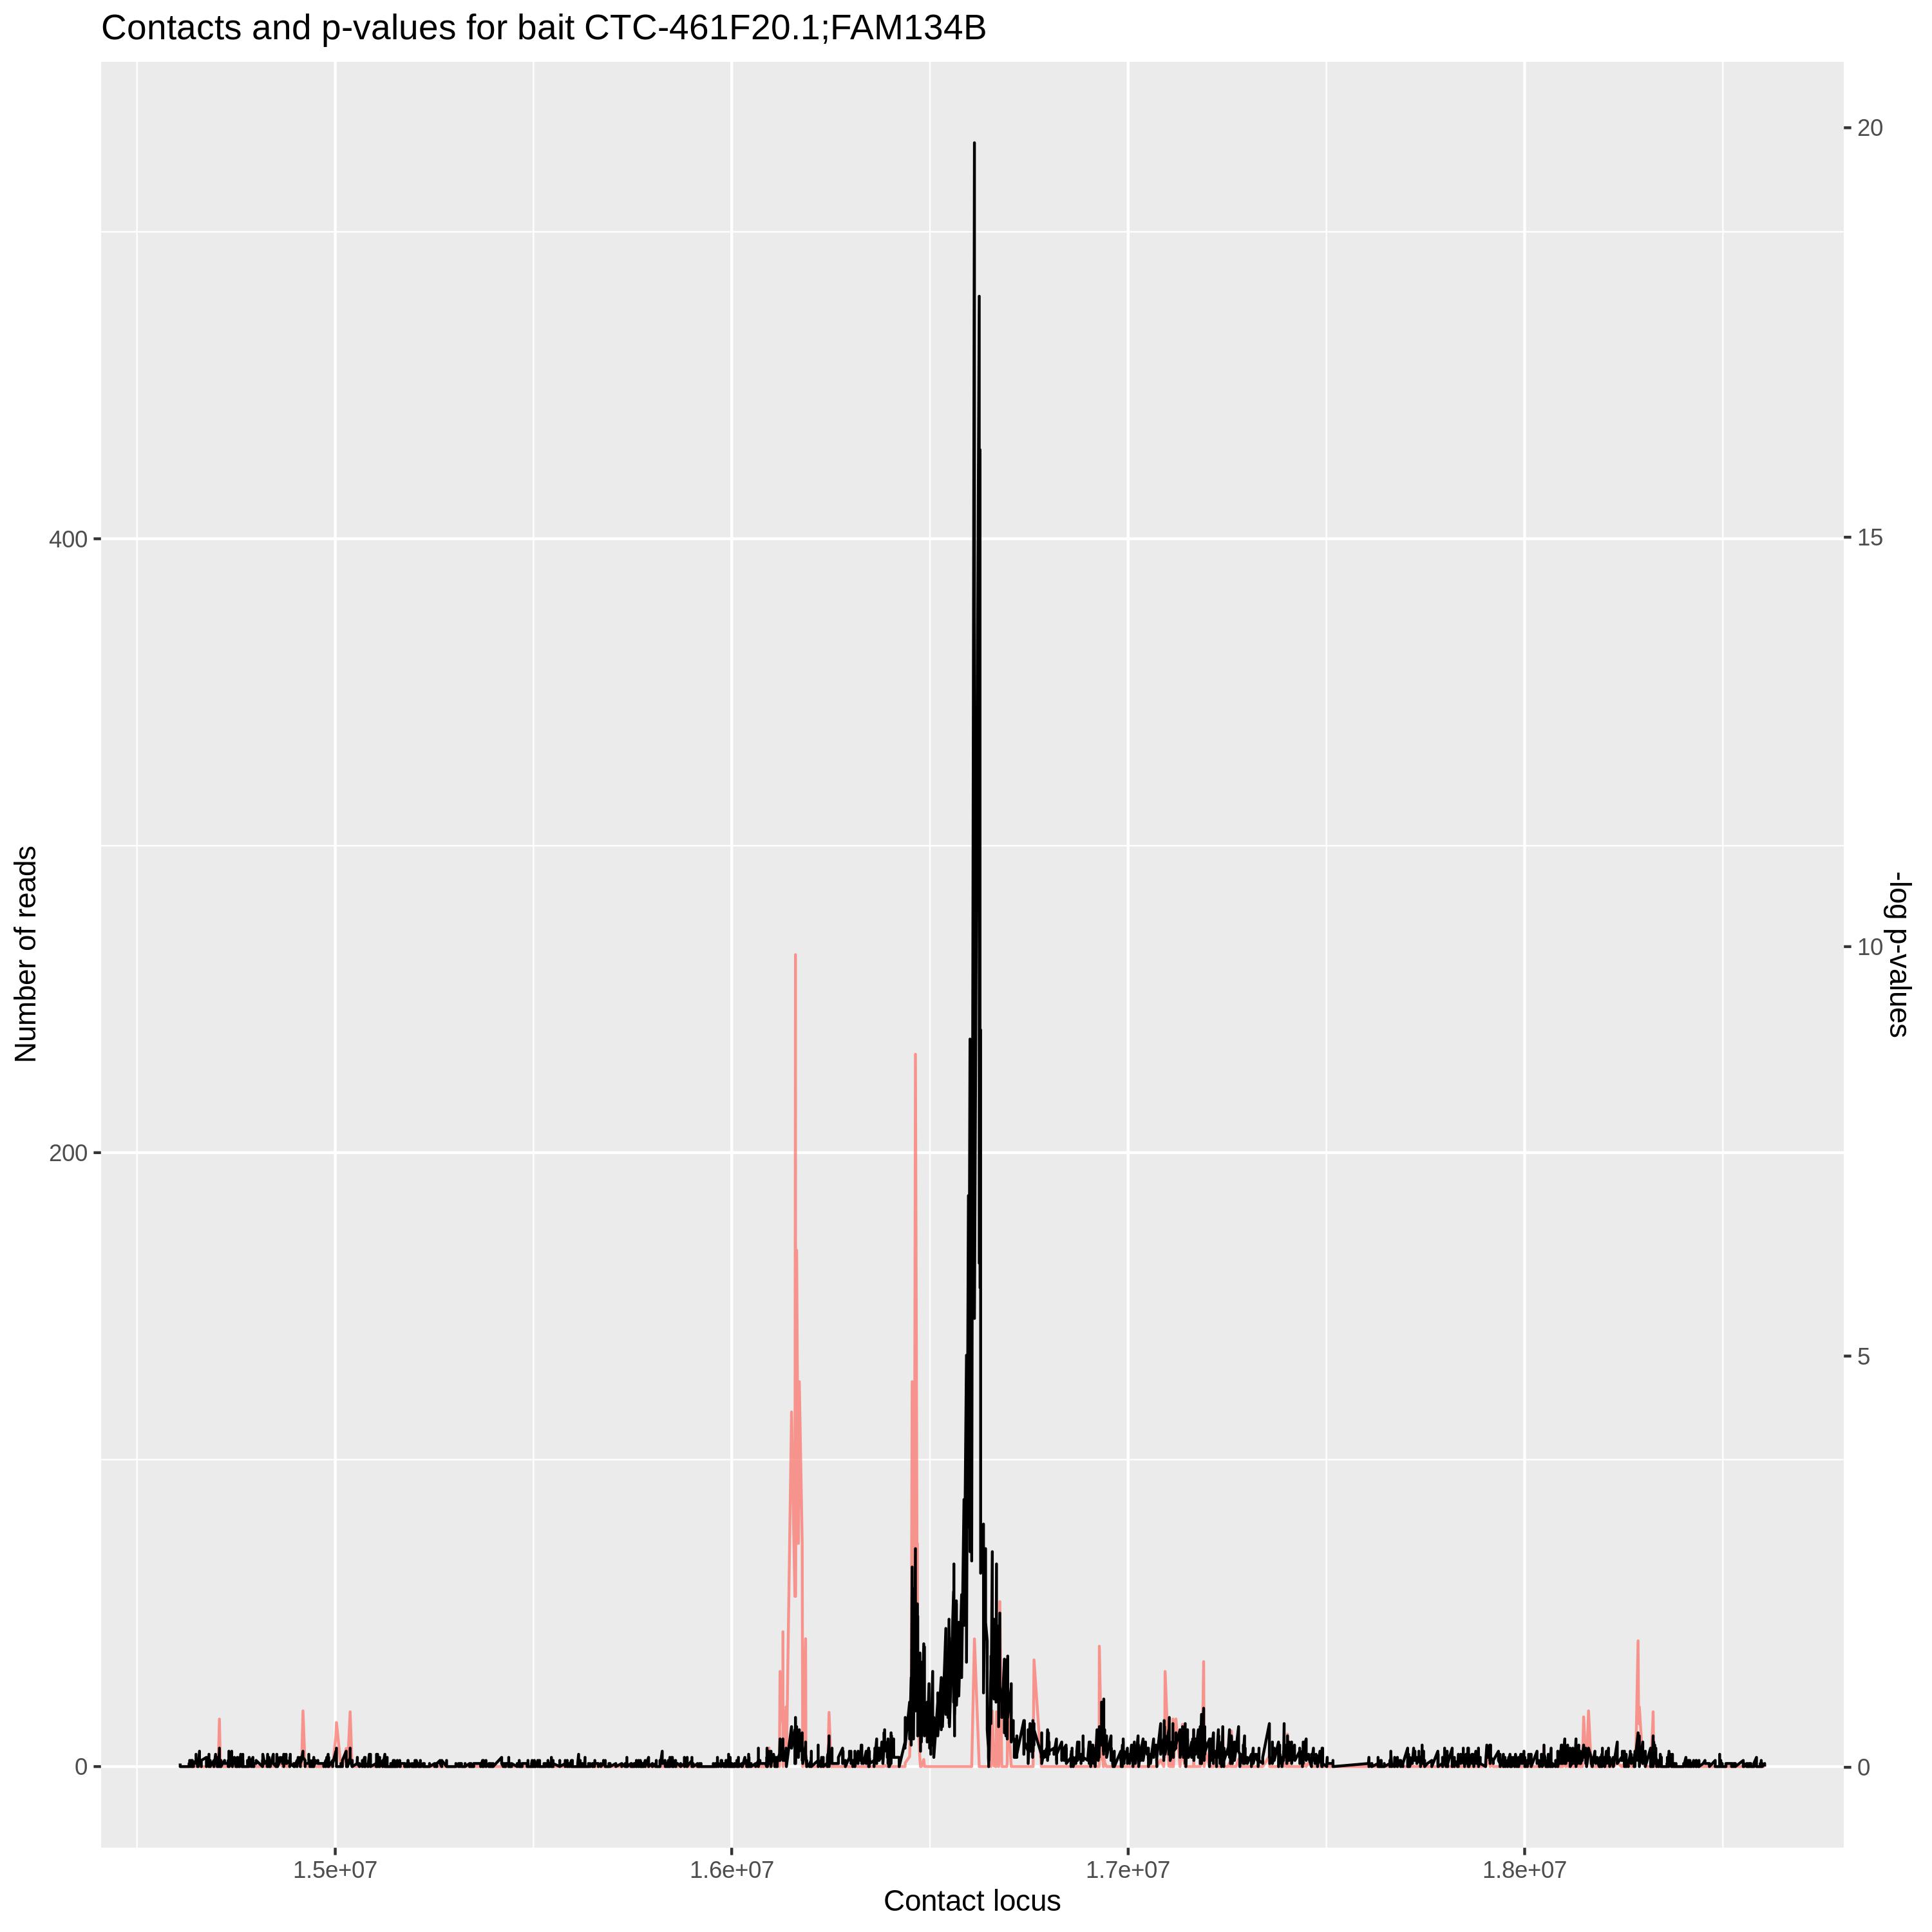 Contacts and p-values for bait CTC-461F20.1;FAM134B
Number of reads
400
200
0
20
15
10
5
0
-log p-values
1.5e+07 1.6e+07 1.7e+07 1.8e+07
Contact locus